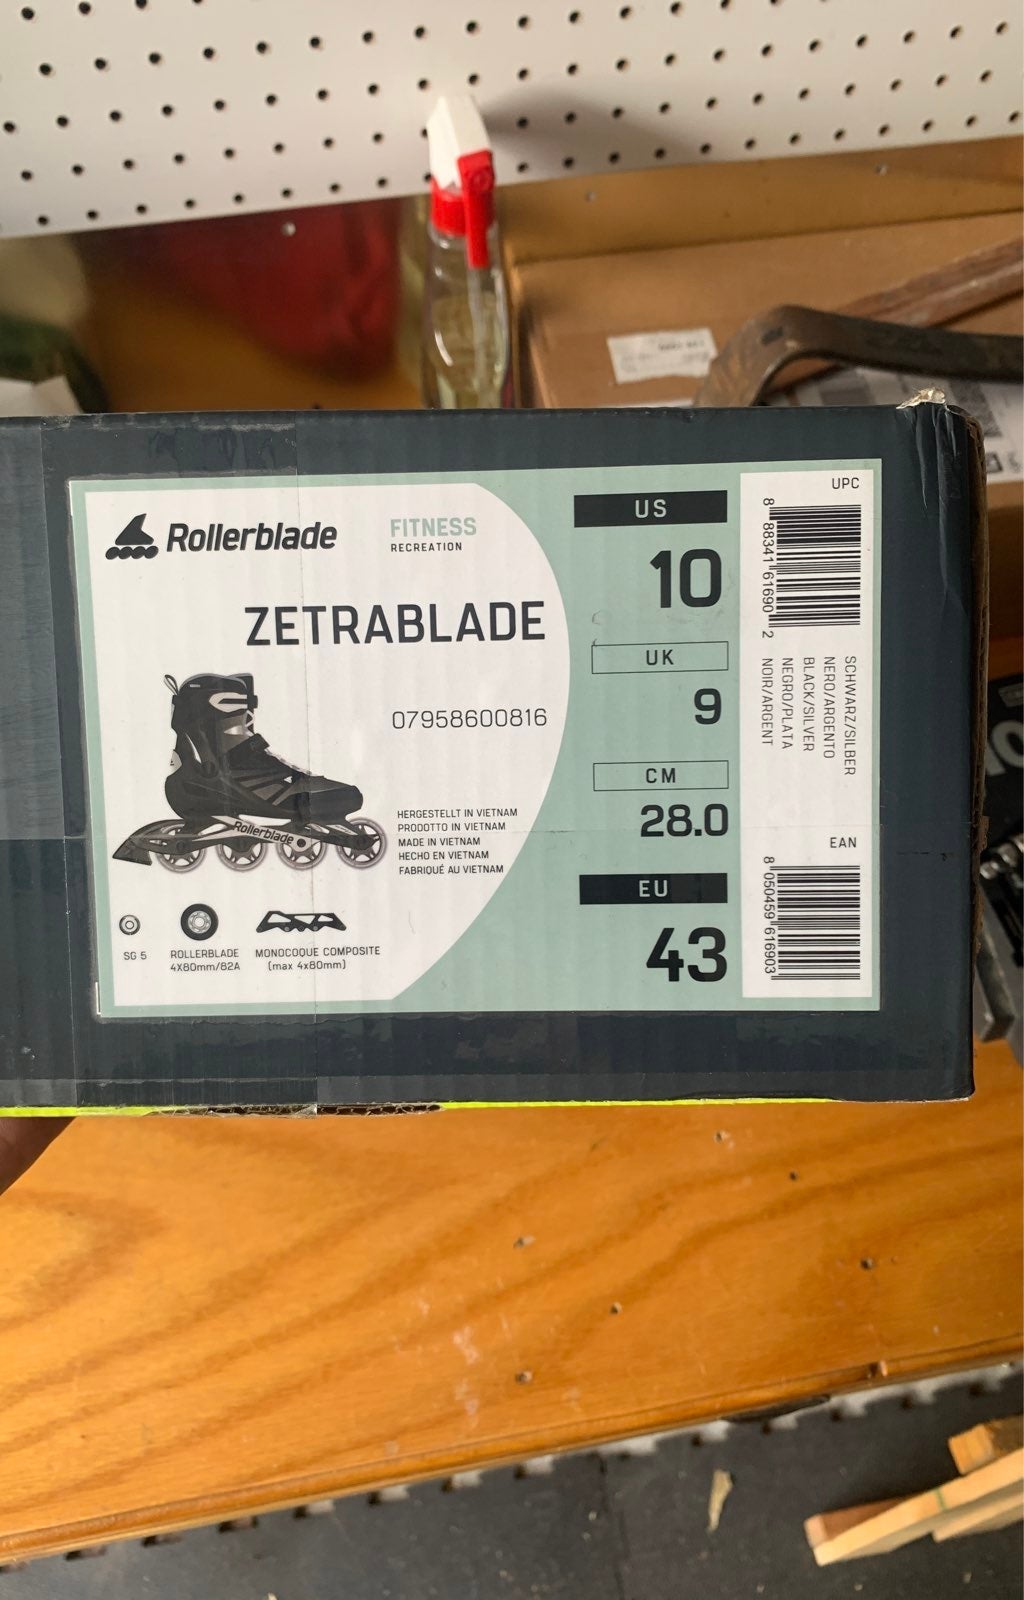 Rollerblade
FITNESS
RECREATION
ZETRABLADE
07958600816
Rollerblade
HERGESTELLT IN VIETNAM
PRODOTTO IN VIETNAM
MADE IN VIETNAM
HECHO EN VIETNAM
FABRIQUÉ AU VIETNAM
SG 5
ROLLERBLADE
4X80mm/82A
MONOCOQUE COMPOSITE
(max 4x80mm)
US
10
UK
9
CM
28.0
EU
43
UPC
8 88341 61690 2
SCHWARZ/SILBER
NERO/ARGENTO
BLACK/SILVER
NEGRO/PLATA
NOIR/ARGENT
EAN
8 050459 616903